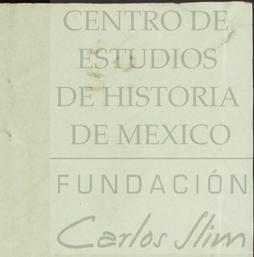 CENTRO DE
ESTUDIOS
DE HISTORIA
DE MEXICO
FUNDACIÓN
Carlos Slim